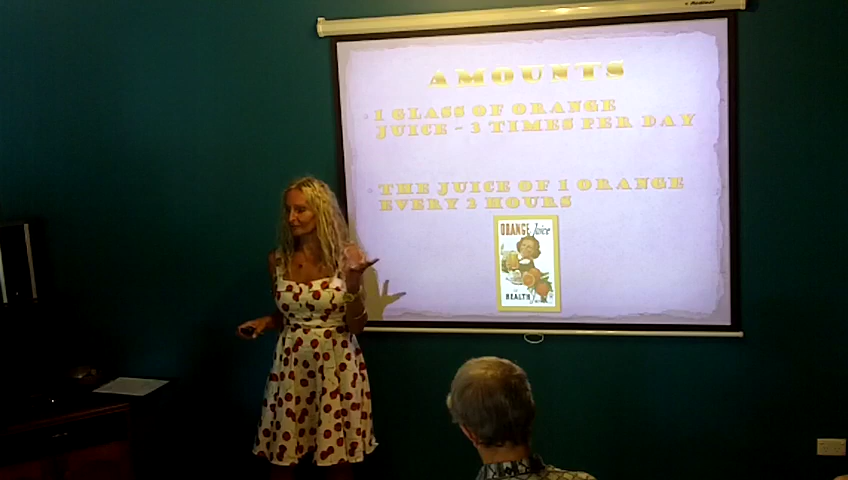 AMOUNTS
1 GLASS OF ORANGE
JUICE - 3 TIMES PER DAY
THE JUICE OF 1 ORANGE
EVERY 2 HOURS
ORANGE Juice
HEALTH